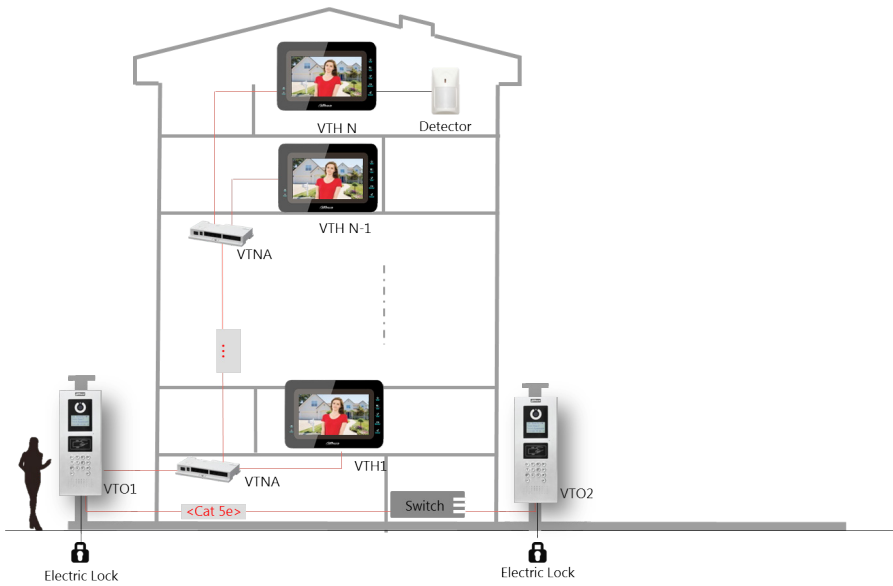 VTH N
Detector
VTH N-1
VTNA
VTH1
VTNA
VTO1
VTO2
<Cat 5e>
Switch
Electric Lock
Electric Lock